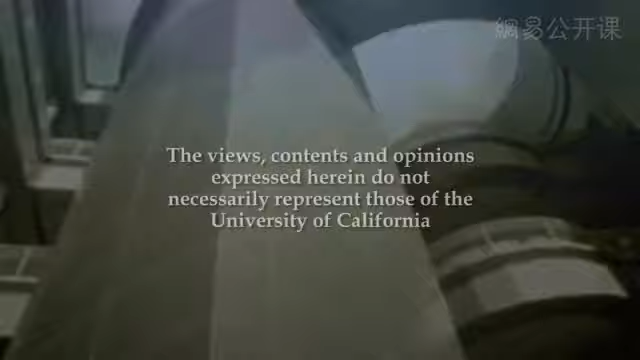 網易公开课
The views, contents and opinions
expressed herein do not
necessarily represent those of the
University of California